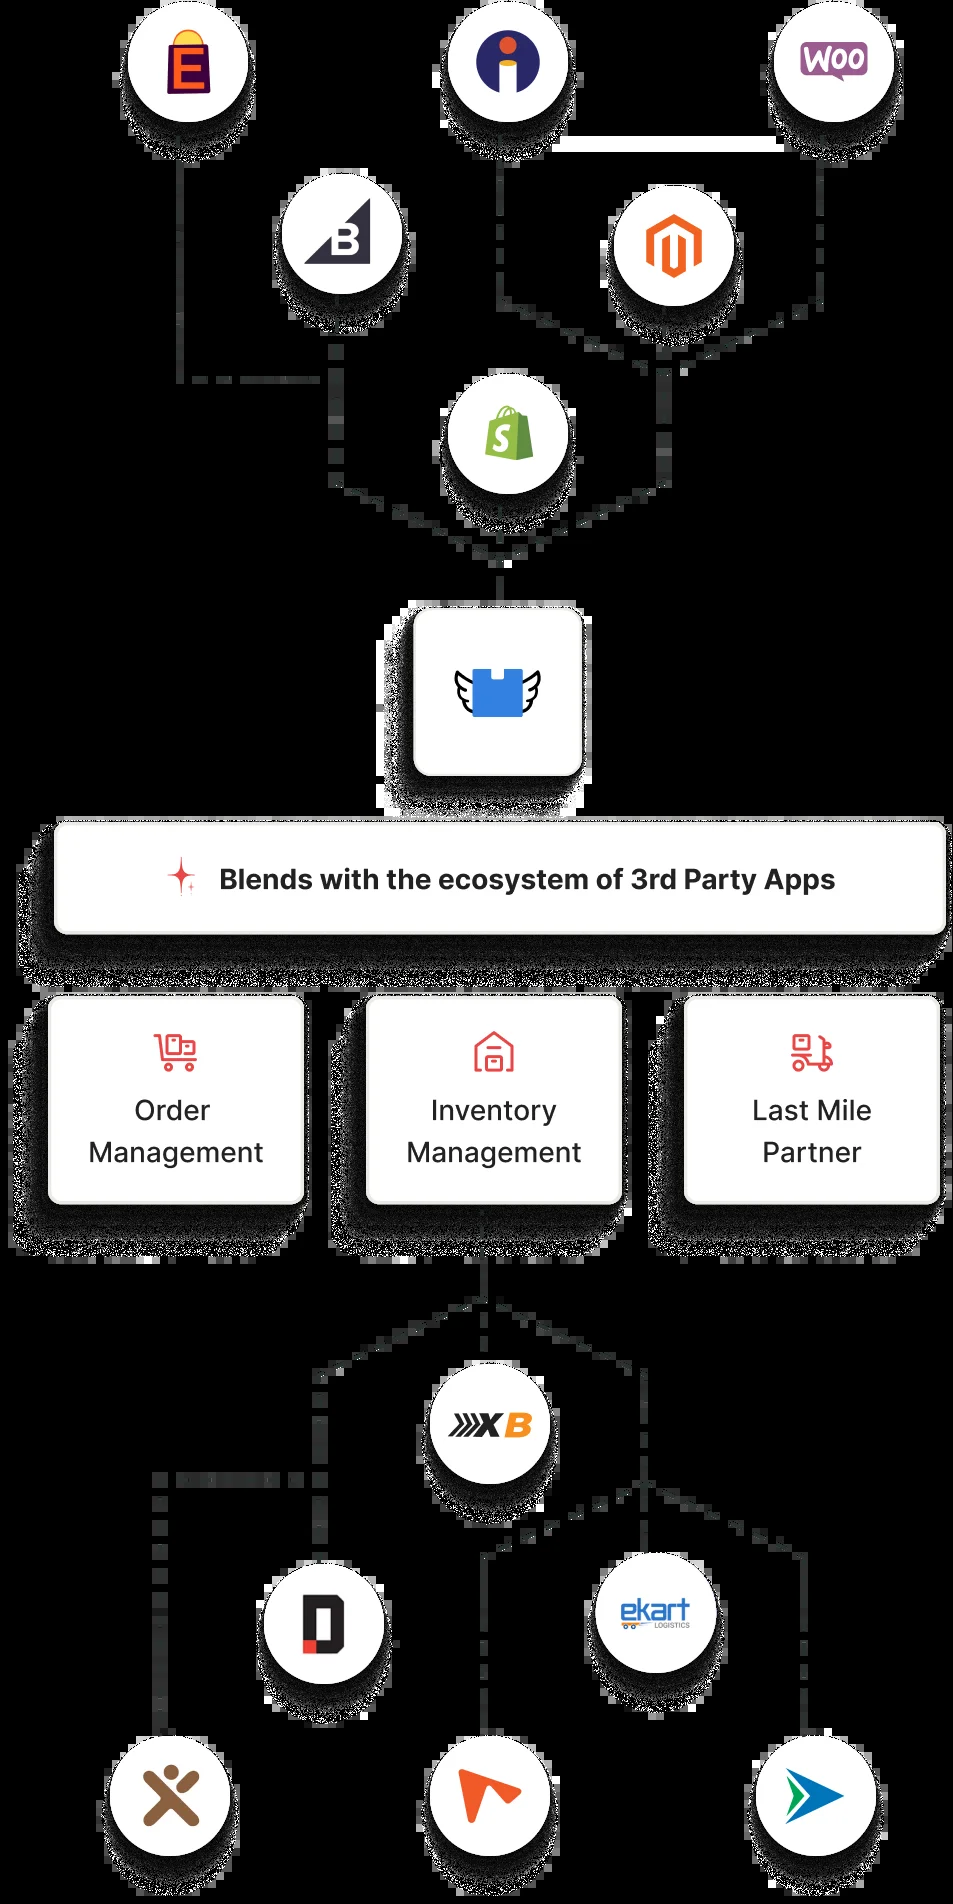 E
i
WOO
B
S
Blends with the ecosystem of 3rd Party Apps
Order
Management
Inventory
Management
Last Mile
Partner
XB
D
ekart
LOGISTICS